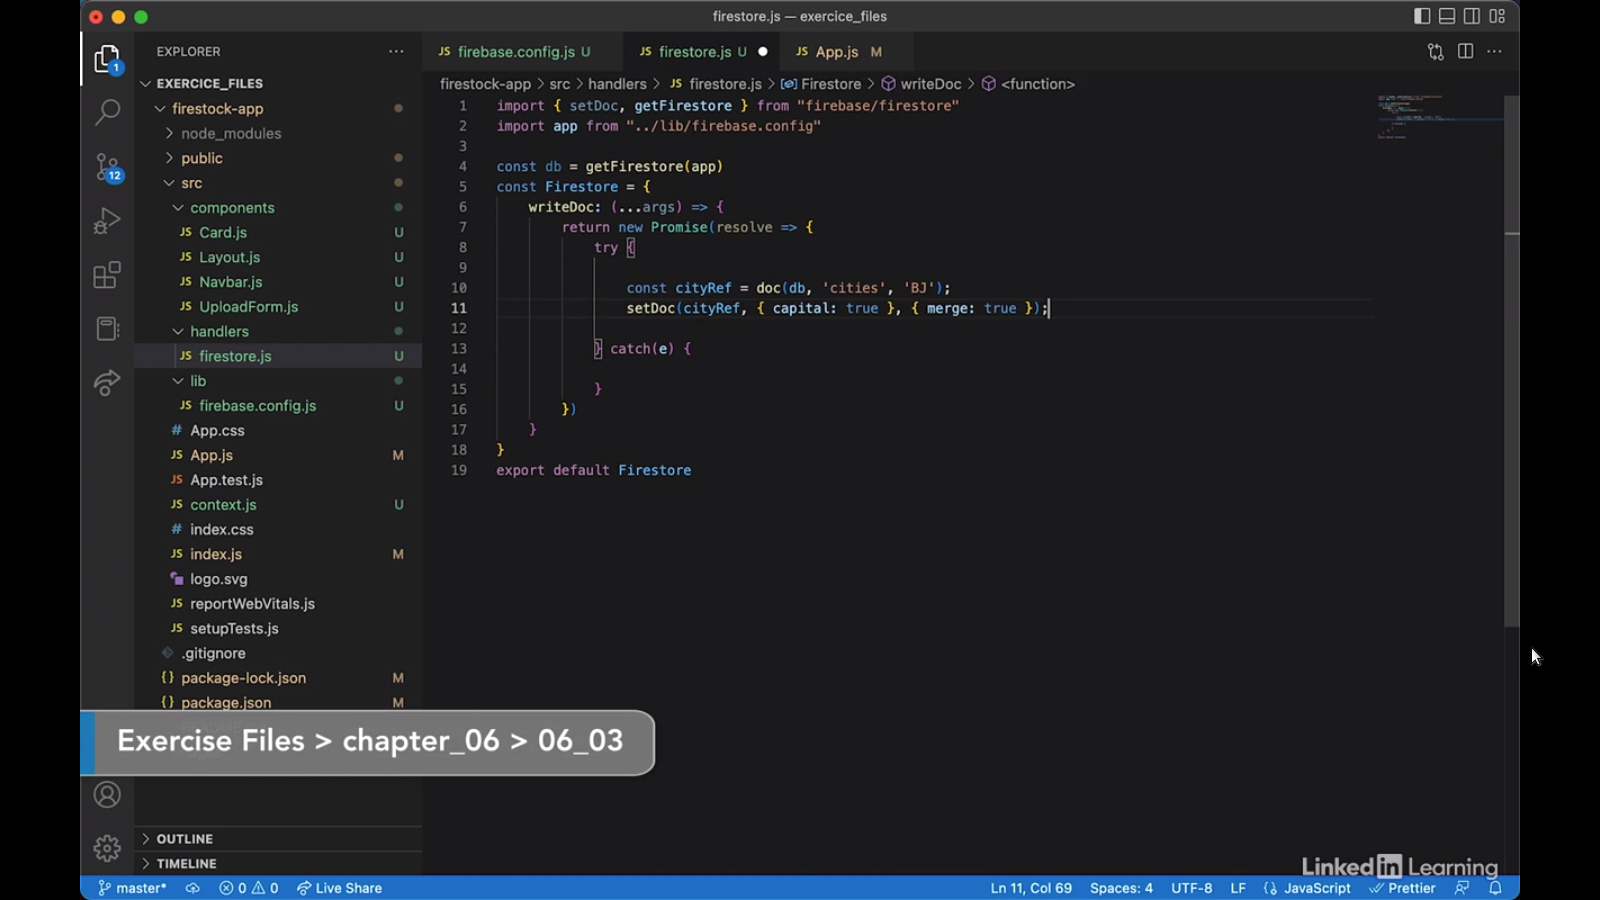 firestore.js — exercice_files
EXPLORER
firebase.config.js U
firestore.js U
App.js M
EXERCICE_FILES
firestock-app > src > handlers > JS firestore.js > Firestore > writeDoc > <function>
firestock-app
node_modules
public
src
components
JS Card.js U
JS Layout.js U
JS Navbar.js U
JS UploadForm.js U
handlers
JS firestore.js U
lib
JS firebase.config.js U
# App.css
JS App.js M
JS App.test.js
JS context.js U
# index.css
JS index.js M
logo.svg
JS reportWebVitals.js
JS setupTests.js
.gitignore
{} package-lock.json M
{} package.json M
1 import { setDoc, getFirestore } from "firebase/firestore"
2 import app from "../lib/firebase.config"
3
4 const db = getFirestore(app)
5 const Firestore = {
6 writeDoc: (...args) => {
7 return new Promise(resolve => {
8 try {
9
10 const cityRef = doc(db, 'cities', 'BJ');
11 setDoc(cityRef, { capital: true }, { merge: true });
12
13 } catch(e) {
14
15 }
16 })
17 }
18 }
19 export default Firestore
1
12
Exercise Files > chapter_06 > 06_03
OUTLINE
TIMELINE
LinkedIn Learning
master* 0 0 Live Share
Ln 11, Col 69 Spaces: 4 UTF-8 LF {} JavaScript Prettier